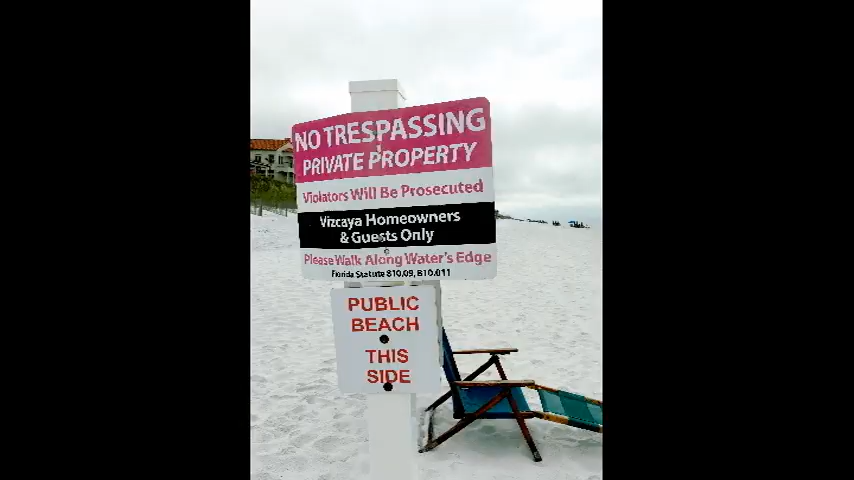 NO TRESPASSING
PRIVATE PROPERTY
Violators Will Be Prosecuted
Vizcaya Homeowners
& Guests Only
Please Walk Along Water's Edge
Florida Statute 810.09, 810.011
PUBLIC
BEACH
THIS
SIDE